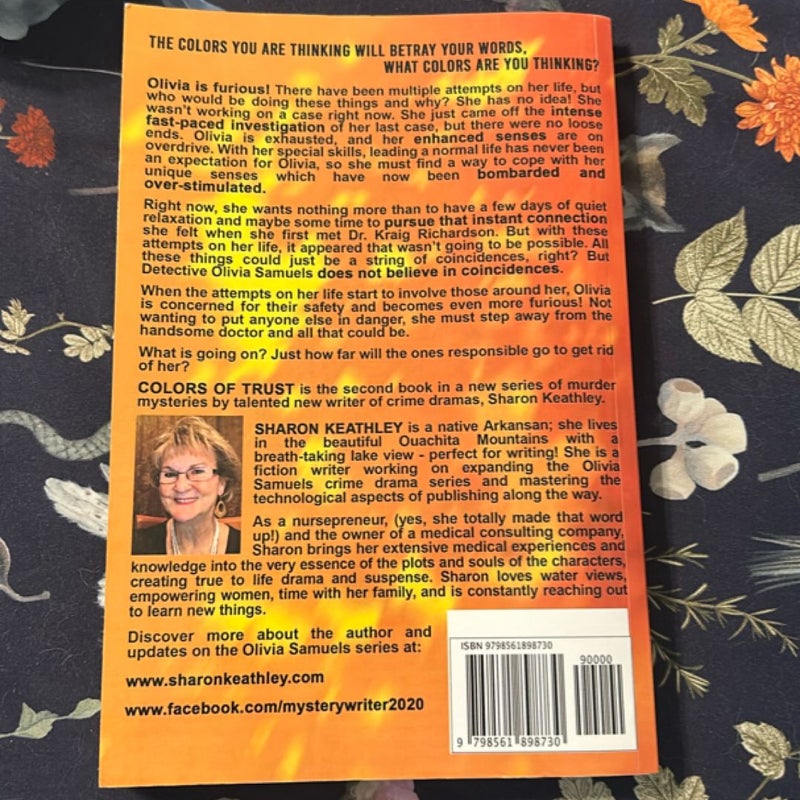 THE COLORS YOU ARE THINKING WILL BETRAY YOUR WORDS,
WHAT COLORS ARE YOU THINKING?
Olivia is furious! There have been multiple attempts on her life, but
who would be doing these things and why? She has no idea! She
wasn't working on a case right now. She just came off the intense
fast-paced investigation of her last case, but there were no loose
ends. Olivia is exhausted, and her enhanced senses are on
overdrive. With her special skills, leading a normal life has never been
an expectation for Olivia, so she must find a way to cope with her
unique senses which have now been bombarded and
over-stimulated.
Right now, she wants nothing more than to have a few days of quiet
relaxation and maybe some time to pursue that instant connection
she felt when she first met Dr. Kraig Richardson. But with these
attempts on her life, it appeared that wasn't going to be possible. All
these things could just be a string of coincidences, right? But
Detective Olivia Samuels does not believe in coincidences.
When the attempts on her life start to involve those around her, Olivia
is concerned for their safety and becomes even more furious! Not
wanting to put anyone else in danger, she must step away from the
handsome doctor and all that could be.
What is going on? Just how far will the ones responsible go to get rid
of her?
COLORS OF TRUST is the second book in a new series of murder
mysteries by talented new writer of crime dramas, Sharon Keathley.
SHARON KEATHLEY is a native Arkansan; she lives
in the beautiful Ouachita Mountains with a
breath-taking lake view - perfect for writing! She is a
fiction writer working on expanding the Olivia
Samuels crime drama series and mastering the
technological aspects of publishing along the way.
As a nursepreneur, (yes, she totally made that word
up!) and the owner of a medical consulting company,
Sharon brings her extensive medical experiences and
knowledge into the very essence of the plots and souls of the characters,
creating true to life drama and suspense. Sharon loves water views,
empowering women, time with her family, and is constantly reaching out
to learn new things.
Discover more about the author and
updates on the Olivia Samuels series at:
www.sharonkeathley.com
www.facebook.com/mysterywriter2020
ISBN 9798561898730
90000
9 798561 898730